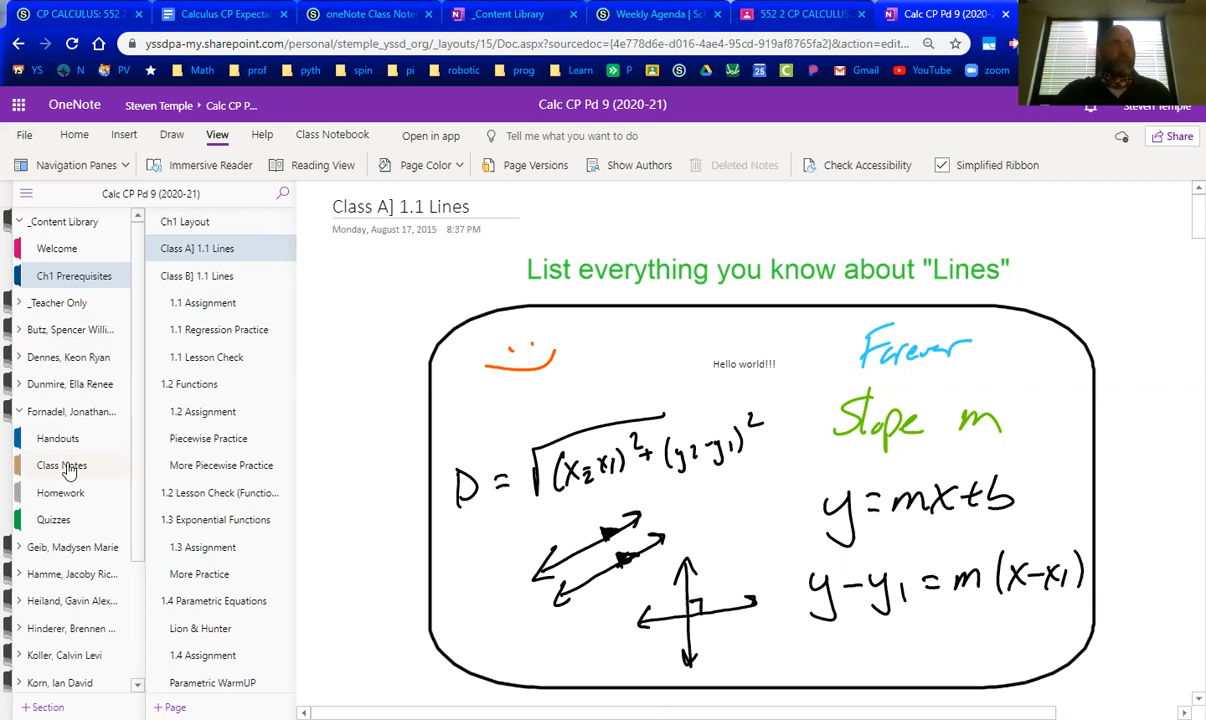 CP CALCULUS: 552 2
Calculus CP Expecta
oneNote Class Note
_Content Library
Weekly Agenda | Sc
552 2 CP CALCULUS
Calc CP Pd 9 (2020-21)
yssdpa-my.sharepoint.com/personal/stemple_yssd_org/_layouts/15/Doc.aspx?sourcedoc={4e778d6e-d016-4ae4-95cd-919af8765fa2}&action=edit...
YS N PV Math prof pyth spin pi robotic prog Learn P Gmail YouTube zoom
OneNote Steven Temple › Calc CP P... Calc CP Pd 9 (2020-21) Steven Temple
File Home Insert Draw View Help Class Notebook Open in app Tell me what you want to do Share
Navigation Panes Immersive Reader Reading View Page Color Page Versions Show Authors Deleted Notes Check Accessibility Simplified Ribbon
Calc CP Pd 9 (2020-21)
_Content Library
Welcome
Ch1 Prerequisites
_Teacher Only
Butz, Spencer Willi...
Dennes, Keon Ryan
Dunmire, Ella Renee
Fornadel, Jonathan...
Handouts
Class Notes
Homework
Quizzes
Geib, Madysen Marie
Hamme, Jacoby Ric...
Heiland, Gavin Alex...
Hinderer, Brennen ...
Koller, Calvin Levi
Korn, Ian David
+ Section
Ch1 Layout
Class A] 1.1 Lines
Class B] 1.1 Lines
1.1 Assignment
1.1 Regression Practice
1.1 Lesson Check
1.2 Functions
1.2 Assignment
Piecewise Practice
More Piecewise Practice
1.2 Lesson Check (Functio...
1.3 Exponential Functions
1.3 Assignment
More Practice
1.4 Parametric Equations
Lion & Hunter
1.4 Assignment
Parametric WarmUP
+ Page
Class A] 1.1 Lines
Monday, August 17, 2015 8:37 PM
List everything you know about "Lines"
Hello world!!!
Forever
Slope m
D = √(x₂-x₁)² + (y₂-y₁)²
y = mx+b
y-y₁ = m(x-x₁)